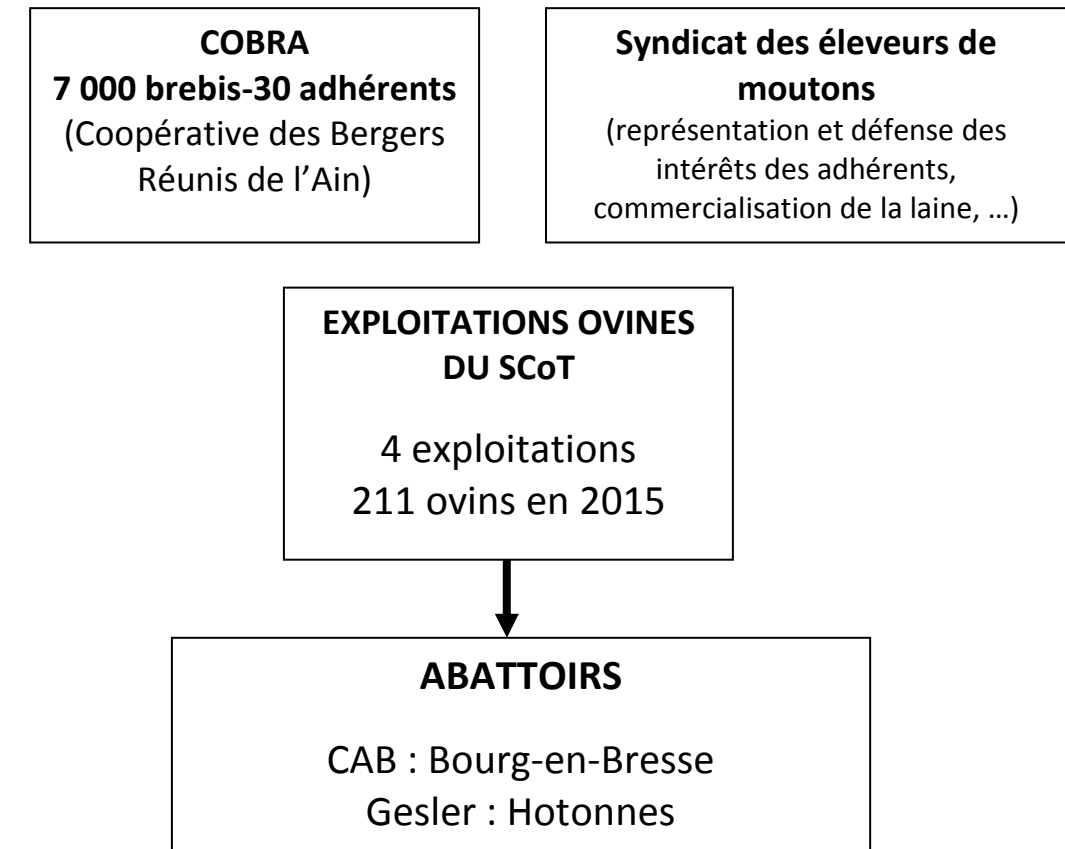 COBRA
7 000 brebis-30 adhérents
(Coopérative des Bergers
Réunis de l’Ain)
Syndicat des éleveurs de
moutons
(représentation et défense des
intérêts des adhérents,
commercialisation de la laine, …)
EXPLOITATIONS OVINES
DU SCoT
4 exploitations
211 ovins en 2015
ABATTOIRS
CAB : Bourg-en-Bresse
Gesler : Hotonnes